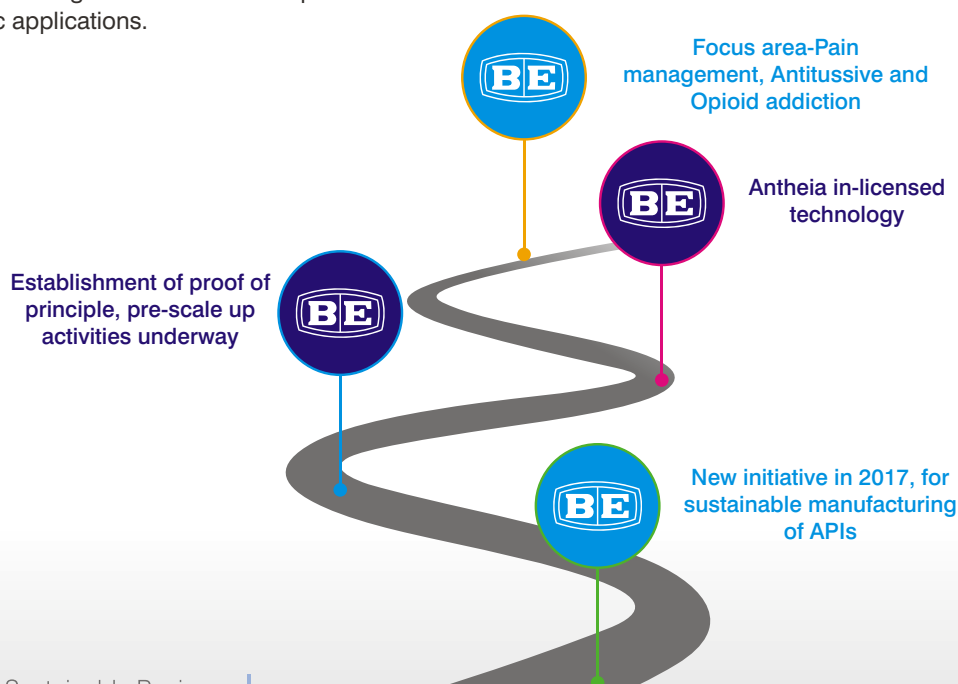 c applications.
BE
Focus area-Pain
management, Antitussive and
Opioid addiction
BE
Antheia in-licensed
technology
Establishment of proof of
principle, pre-scale up
activities underway
BE
BE
New initiative in 2017, for
sustainable manufacturing
of APIs